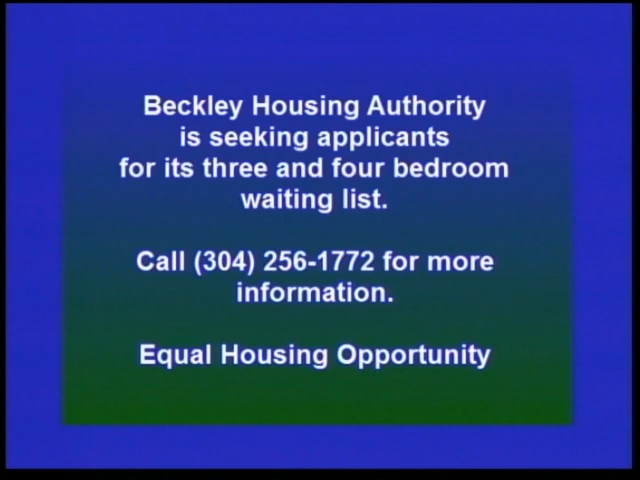 Beckley Housing Authority
is seeking applicants
for its three and four bedroom
waiting list.
Call (304) 256-1772 for more
information.
Equal Housing Opportunity